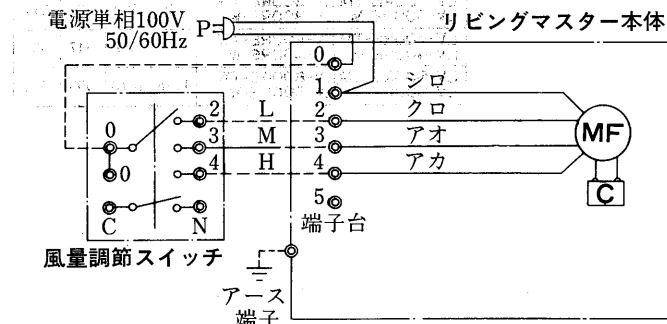 電源単相100V
50/60Hz
P
リビングマスター本体
0
1
シロ
2
L
2
クロ
0
3
M
3
アオ
MF
4
H
4
アカ
0
C
5
C
N
端子台
風量調節スイッチ
アース
端子